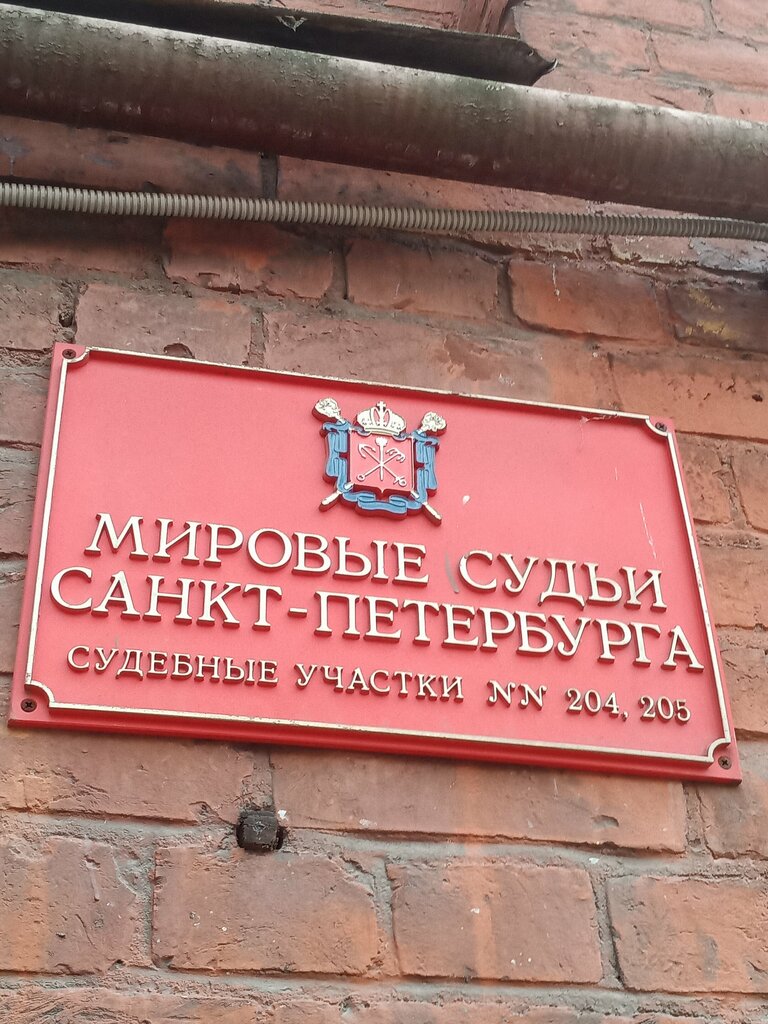 МИРОВЫЕ СУДЬИ
САНКТ-ПЕТЕРБУРГА
СУДЕБНЫЕ УЧАСТКИ NN 204, 205